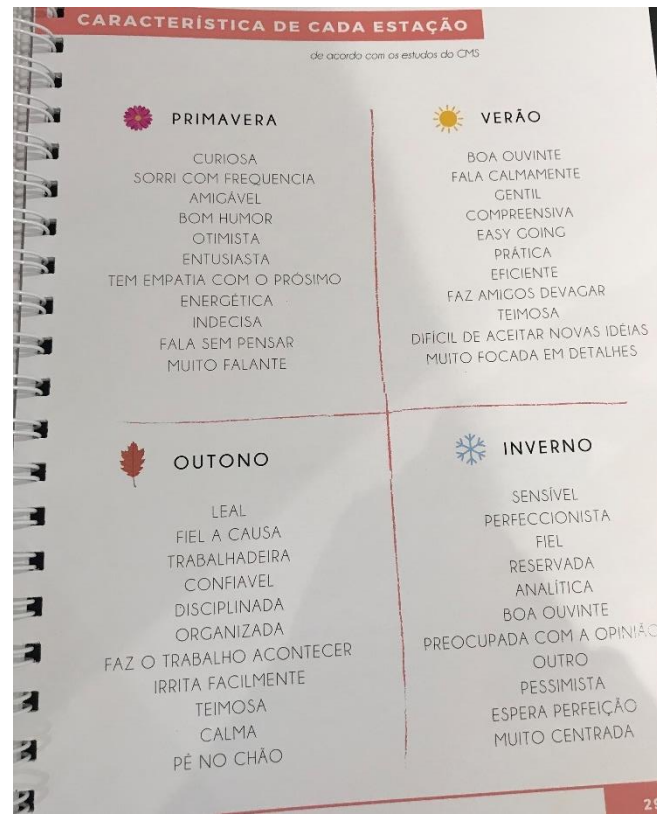 CARACTERÍSTICA DE CADA ESTAÇÃO
de acordo com os estudos do CMS
PRIMAVERA
CURIOSA
SORRI COM FREQUENCIA
AMIGÁVEL
BOM HUMOR
OTIMISTA
ENTUSIASTA
TEM EMPATIA COM O PRÓSIMO
ENERGÉTICA
INDECISA
FALA SEM PENSAR
MUITO FALANTE
VERÃO
BOA OUVINTE
FALA CALMAMENTE
GENTIL
COMPREENSIVA
EASY GOING
PRÁTICA
EFICIENTE
FAZ AMIGOS DEVAGAR
TEIMOSA
DIFÍCIL DE ACEITAR NOVAS IDÉIAS
MUITO FOCADA EM DETALHES
OUTONO
LEAL
FIEL A CAUSA
TRABALHADEIRA
CONFIAVEL
DISCIPLINADA
ORGANIZADA
FAZ O TRABALHO ACONTECER
IRRITA FACILMENTE
TEIMOSA
CALMA
PÉ NO CHÃO
INVERNO
SENSÍVEL
PERFECCIONISTA
FIEL
RESERVADA
ANALÍTICA
BOA OUVINTE
PREOCUPADA COM A OPINIÃO
OUTRO
PESSIMISTA
ESPERA PERFEIÇÃO
MUITO CENTRADA